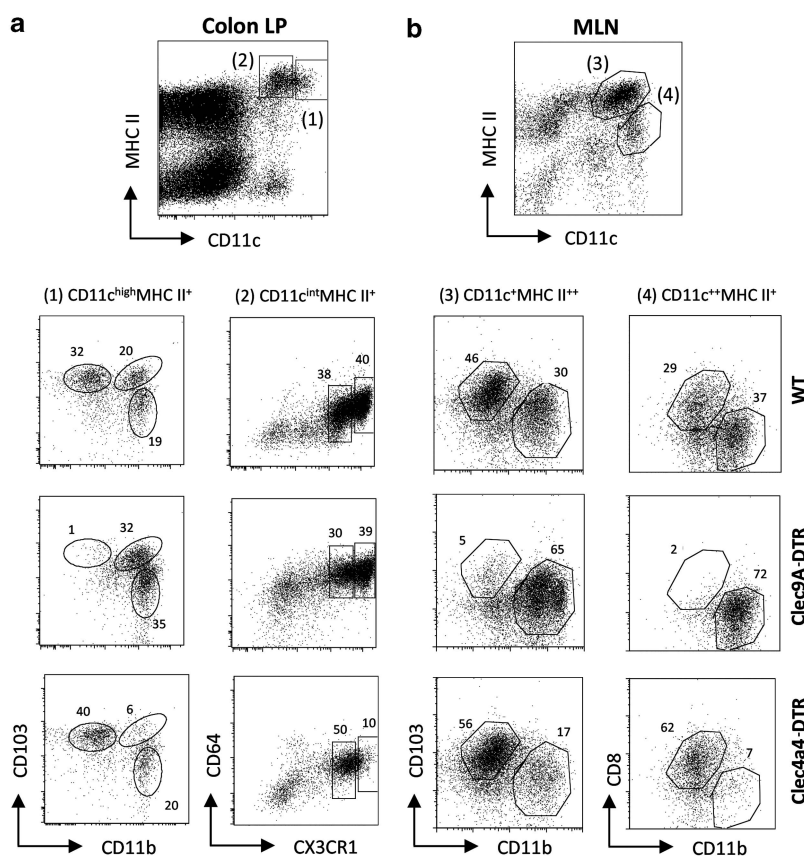 a
Colon LP
(2)
(1)
MHC II
CD11c
b
MLN
(3)
(4)
MHC II
CD11c
(1) CD11c^high MHC II⁺
(2) CD11c^int MHC II⁺
(3) CD11c⁺MHC II⁺⁺
(4) CD11c⁺⁺MHC II⁺
32
20
19
38
40
46
30
29
37
WT
1
32
35
30
39
5
65
2
72
Clec9A-DTR
40
6
20
50
10
56
17
62
7
Clec4a4-DTR
CD103
CD11b
CD64
CX3CR1
CD103
CD11b
CD8
CD11b